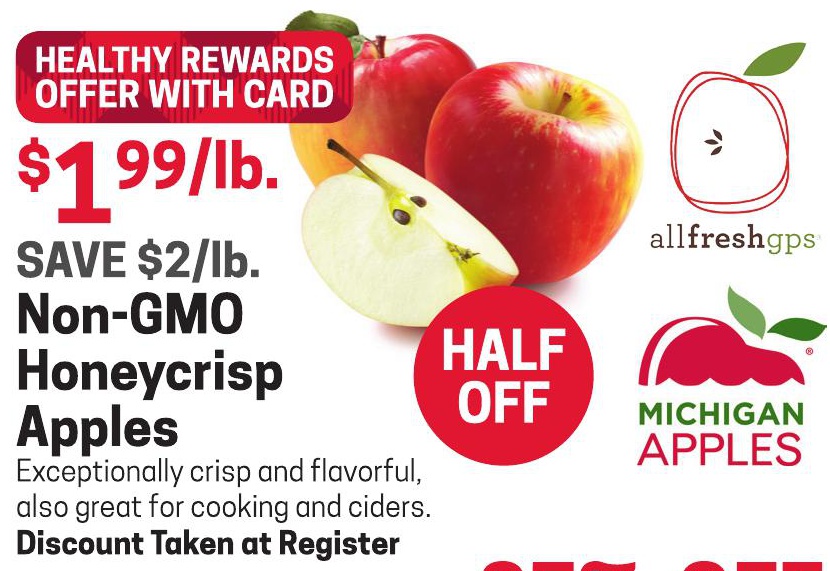 HEALTHY REWARDS
OFFER WITH CARD
$1 99/lb.
SAVE $2/lb.
Non-GMO
Honeycrisp
Apples
Exceptionally crisp and flavorful,
also great for cooking and ciders.
Discount Taken at Register
HALF
OFF
allfreshgps
®
MICHIGAN
APPLES